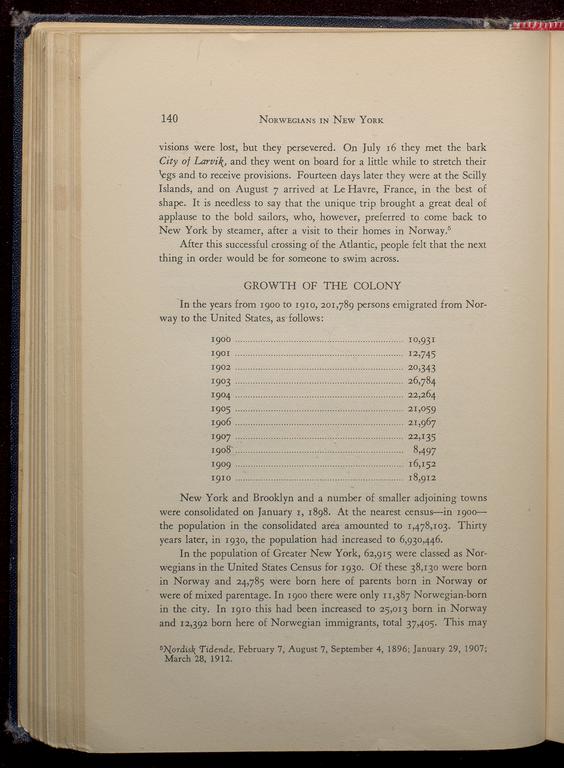 140 NORWEGIANS IN NEW YORK
visions were lost, but they persevered. On July 16 they met the bark
City of Larvik, and they went on board for a little while to stretch their
legs and to receive provisions. Fourteen days later they were at the Scilly
Islands, and on August 7 arrived at Le Havre, France, in the best of
shape. It is needless to say that the unique trip brought a great deal of
applause to the bold sailors, who, however, preferred to come back to
New York by steamer, after a visit to their homes in Norway.⁵
After this successful crossing of the Atlantic, people felt that the next
thing in order would be for someone to swim across.
GROWTH OF THE COLONY
In the years from 1900 to 1910, 201,789 persons emigrated from Nor-
way to the United States, as follows:
1900 ........ 10,931
1901 ........ 12,745
1902 ........ 20,343
1903 ........ 26,784
1904 ........ 22,264
1905 ........ 21,059
1906 ........ 21,967
1907 ........ 22,135
1908 ........ 8,497
1909 ........ 16,152
1910 ........ 18,912
New York and Brooklyn and a number of smaller adjoining towns
were consolidated on January 1, 1898. At the nearest census—in 1900—
the population in the consolidated area amounted to 1,478,103. Thirty
years later, in 1930, the population had increased to 6,930,446.
In the population of Greater New York, 62,915 were classed as Nor-
wegians in the United States Census for 1930. Of these 38,130 were born
in Norway and 24,785 were born here of parents born in Norway or
were of mixed parentage. In 1900 there were only 11,387 Norwegian-born
in the city. In 1910 this had been increased to 25,013 born in Norway
and 12,392 born here of Norwegian immigrants, total 37,405. This may
⁵Nordisk Tidende, February 7, August 7, September 4, 1896; January 29, 1907;
March 28, 1912.